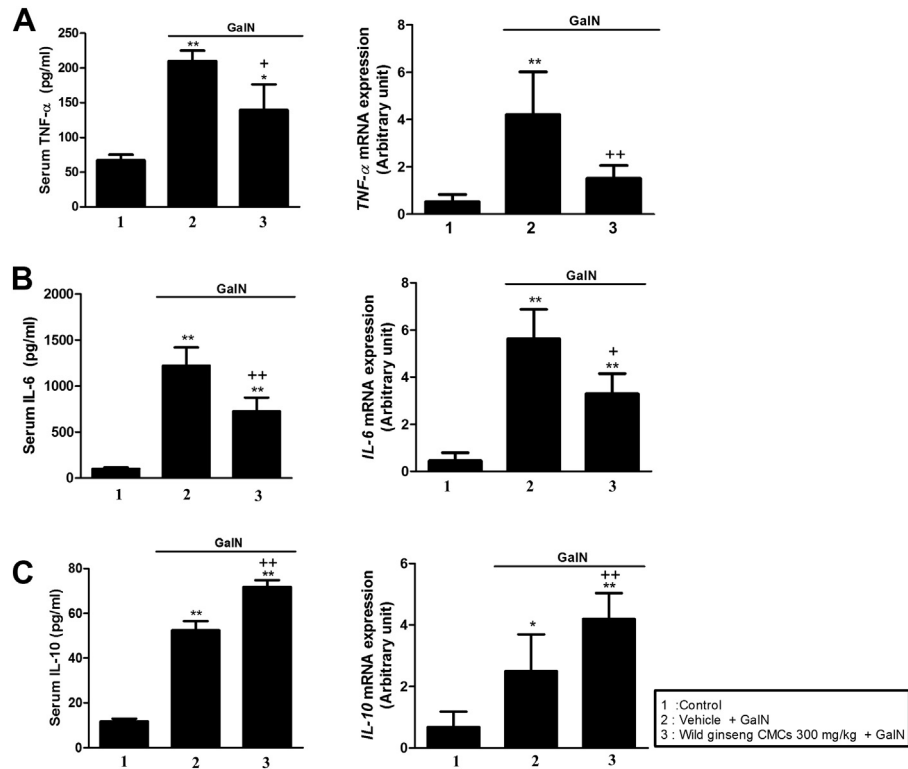 A
GalN
Serum TNF-α (pg/ml)
250
200
150
100
50
0
**
+
*
1 2 3
GalN
TNF-α mRNA expression
(Arbitrary unit)
8
6
4
2
0
**
++
1 2 3
B
GalN
Serum IL-6 (pg/ml)
2000
1500
1000
500
0
**
++
**
1 2 3
GalN
IL-6 mRNA expression
(Arbitrary unit)
8
6
4
2
0
**
+
**
1 2 3
C
GalN
Serum IL-10 (pg/ml)
80
60
40
20
0
**
++
**
1 2 3
GalN
IL-10 mRNA expression
(Arbitrary unit)
6
4
2
0
*
++
**
1 2 3
1 :Control
2 : Vehicle + GalN
3 : Wild ginseng CMCs 300 mg/kg + GalN